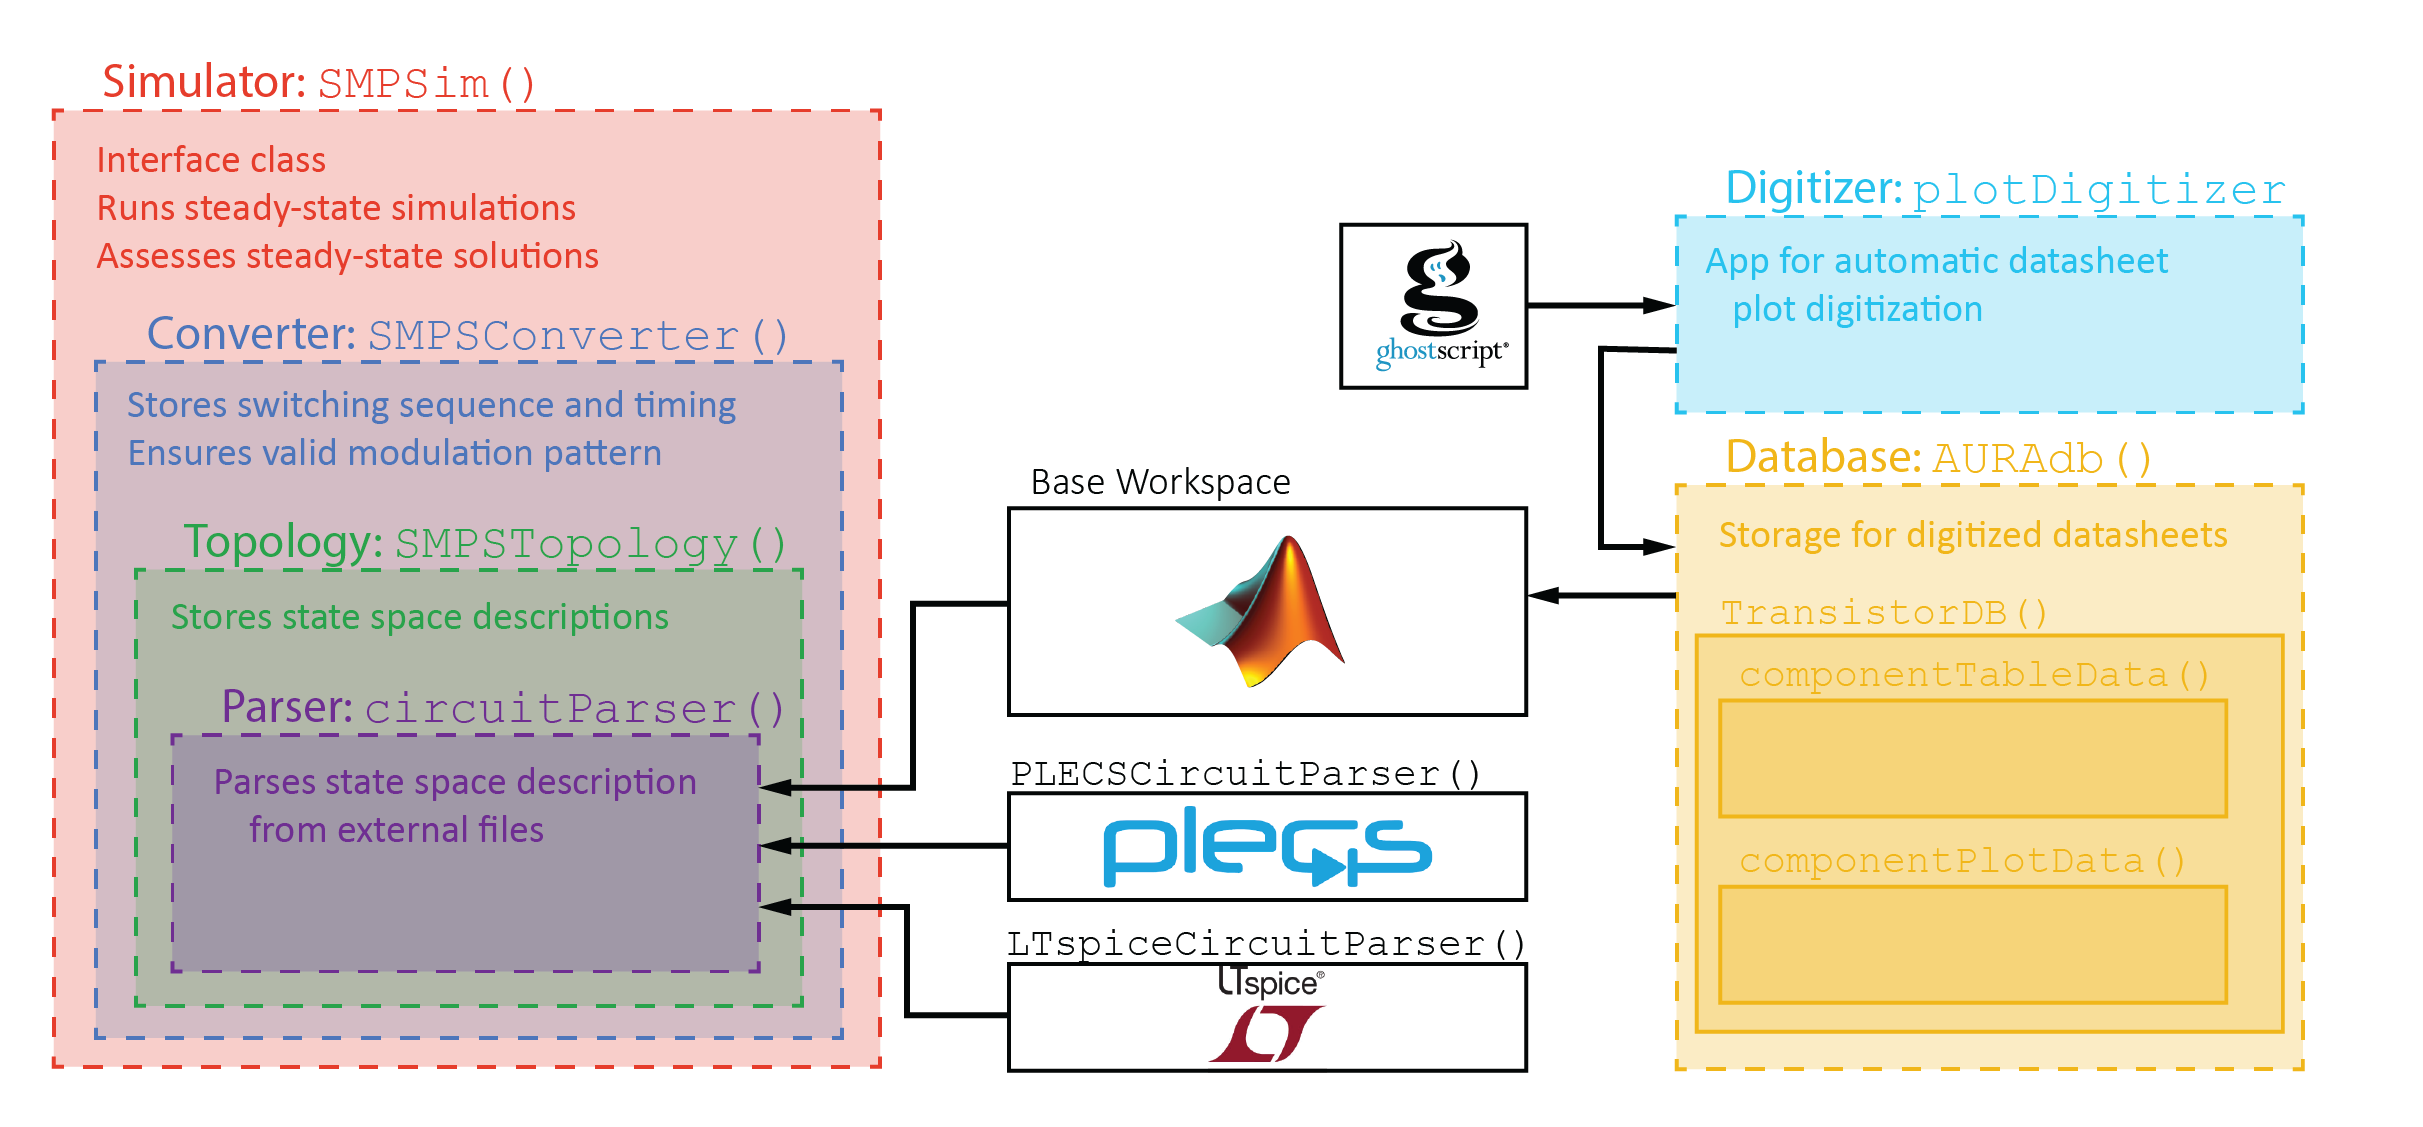 Simulator: SMPSim()
Interface class
Runs steady-state simulations
Assesses steady-state solutions
Converter: SMPSConverter()
Stores switching sequence and timing
Ensures valid modulation pattern
Topology: SMPSTopology()
Stores state space descriptions
Parser: circuitParser()
Parses state space description
from external files
ghostscript®
Base Workspace
PLECSCircuitParser()
plecs
LTspiceCircuitParser()
LTspice®
Digitizer: plotDigitizer
App for automatic datasheet
plot digitization
Database: AURAdb()
Storage for digitized datasheets
TransistorDB()
componentTableData()
componentPlotData()